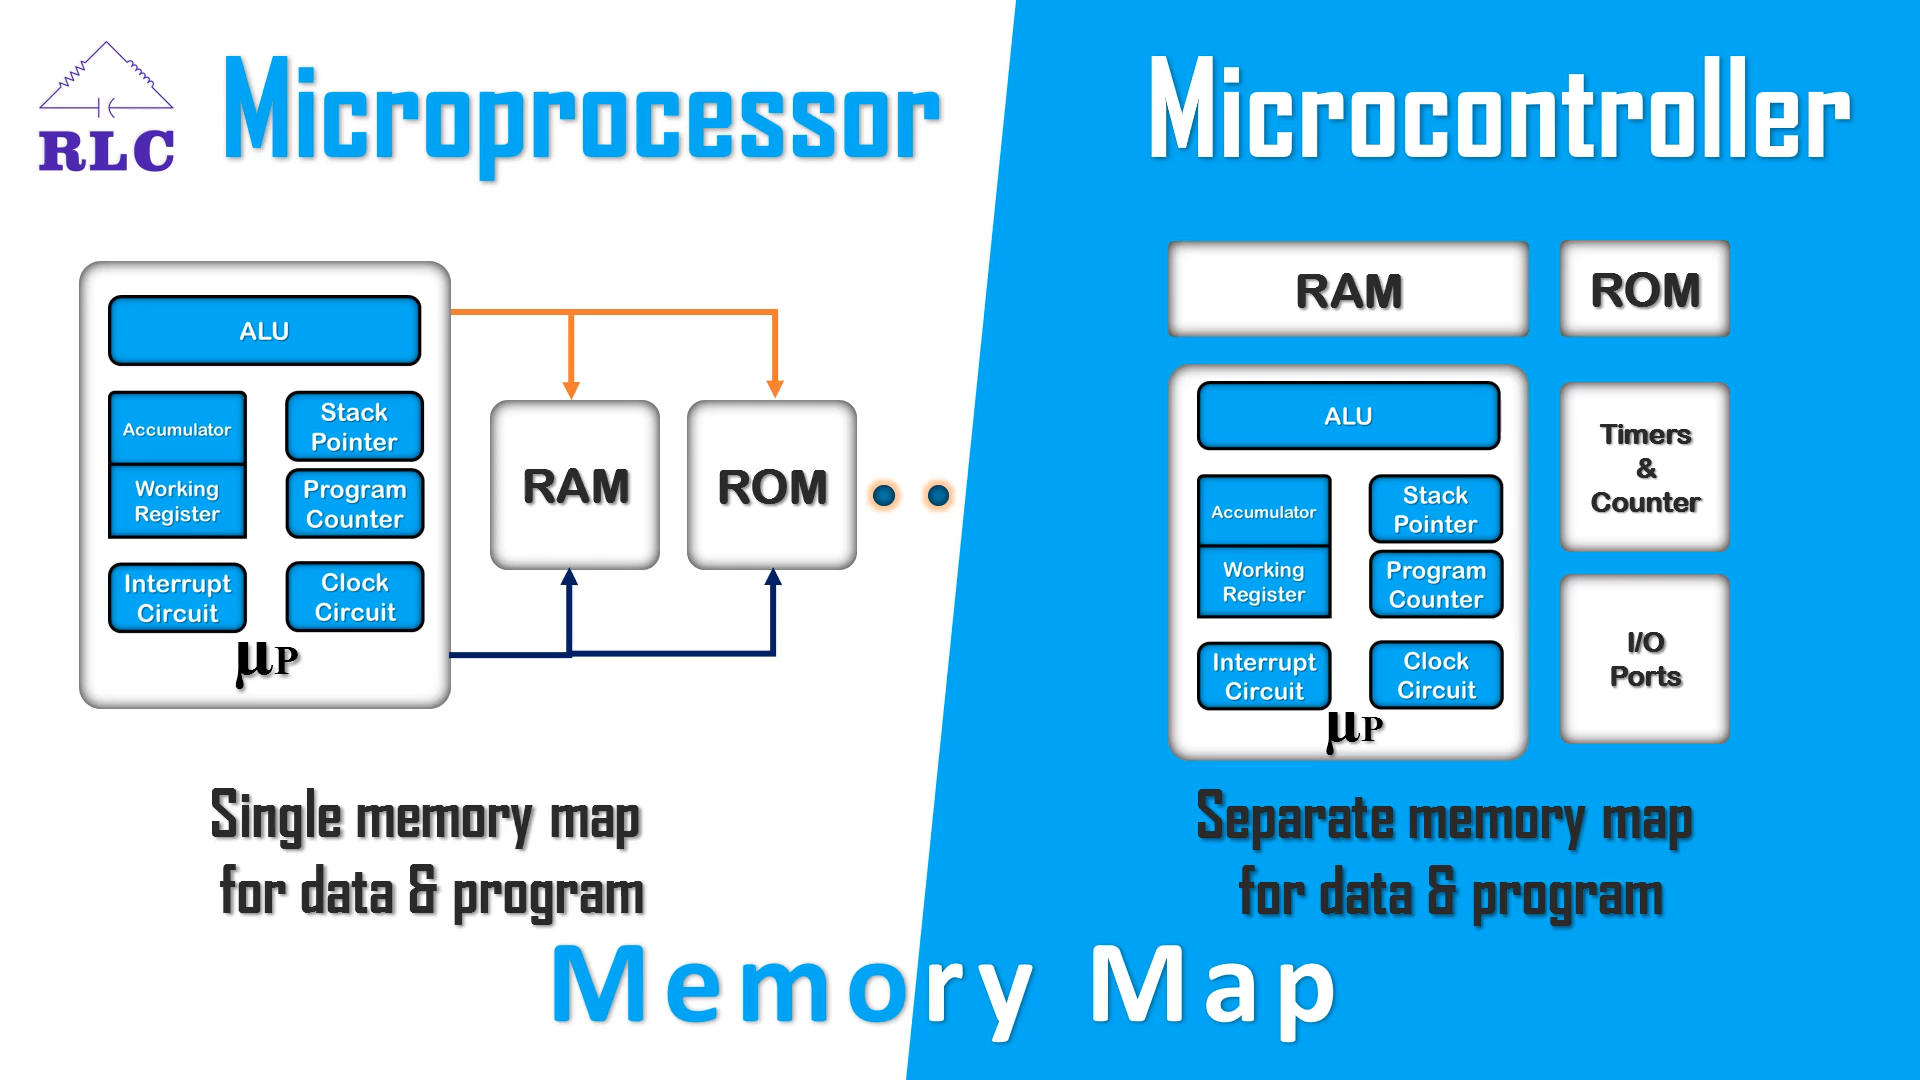 RLC
Microprocessor
ALU
Accumulator
Working
Register
Stack
Pointer
Program
Counter
Interrupt
Circuit
Clock
Circuit
μP
RAM
ROM
Single memory map
for data & program
Microcontroller
RAM
ROM
ALU
Accumulator
Working
Register
Stack
Pointer
Program
Counter
Interrupt
Circuit
Clock
Circuit
μP
Timers
&
Counter
I/O
Ports
Separate memory map
for data & program
Memory Map